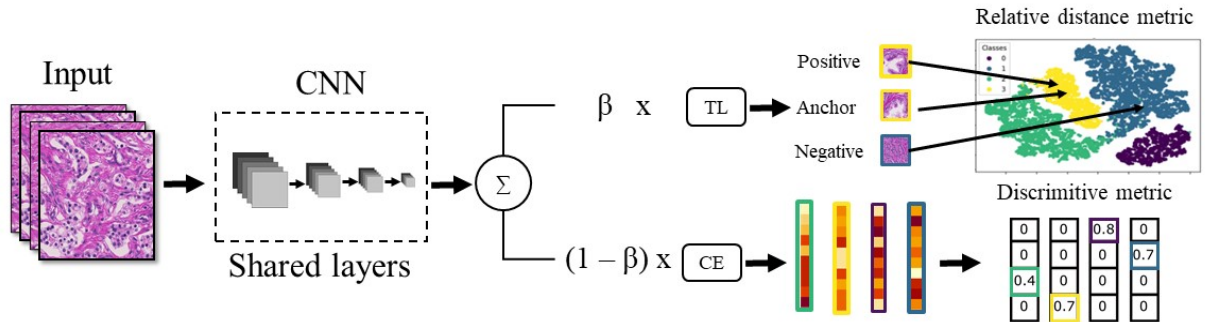 Relative distance metric
Input
CNN
Shared layers
Σ
β x
TL
Positive
Anchor
Negative
Classes
0
1
2
3
(1 – β) x
CE
Discrimitive metric
0 0 0.8 0
0 0 0 0.7
0.4 0 0 0
0 0.7 0 0